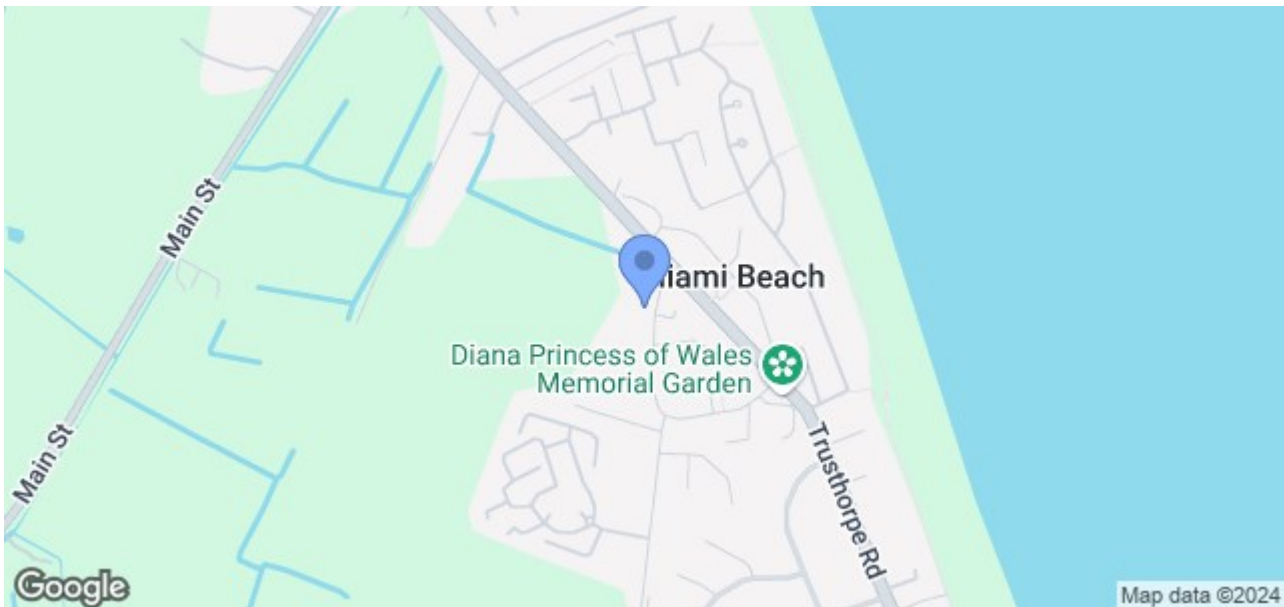 Main St
iami Beach
Diana Princess of Wales
Memorial Garden
Main St
Trusthorpe Rd
Google
Map data ©2024